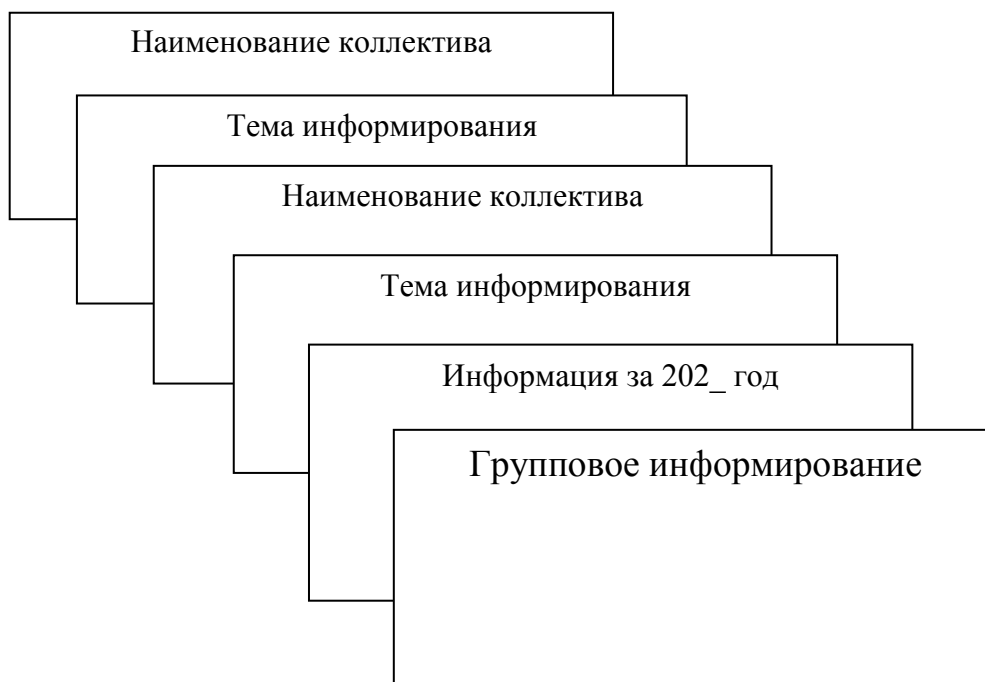 Наименование коллектива
Тема информирования
Наименование коллектива
Тема информирования
Информация за 202_ год
Групповое информирование